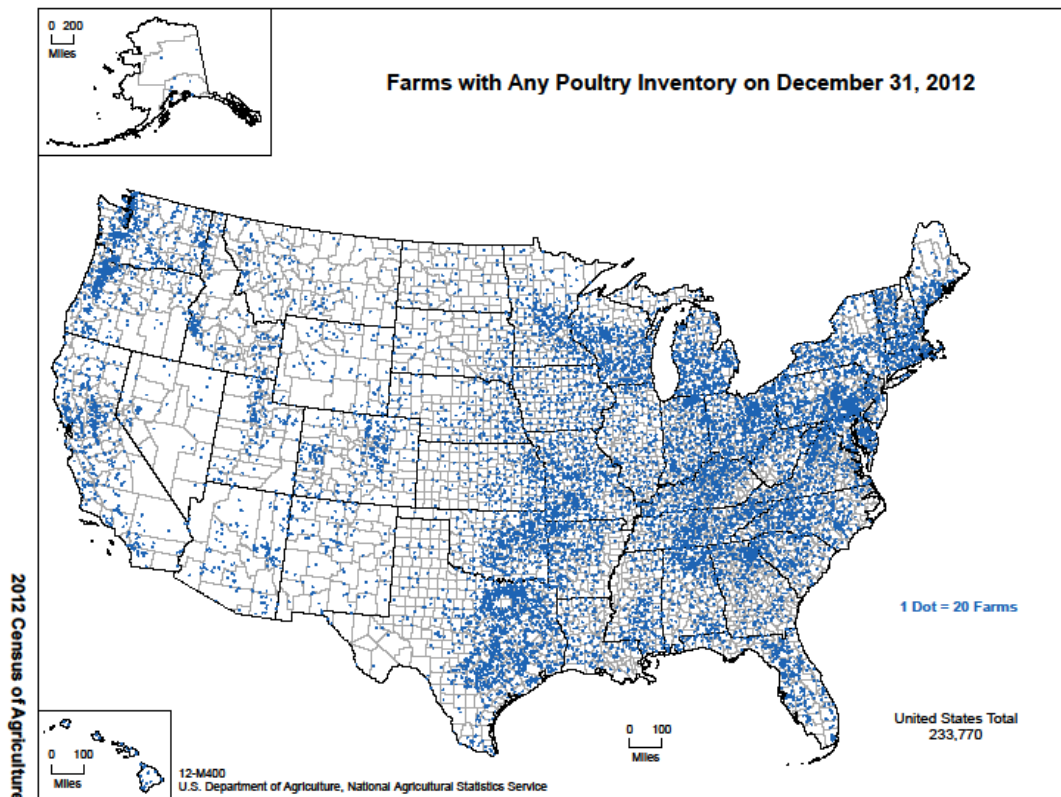 0 200
Miles
Farms with Any Poultry Inventory on December 31, 2012
1 Dot = 20 Farms
United States Total
233,770
0 100
Miles
0 100
Miles
12-M400
U.S. Department of Agriculture, National Agricultural Statistics Service
2012 Census of Agriculture